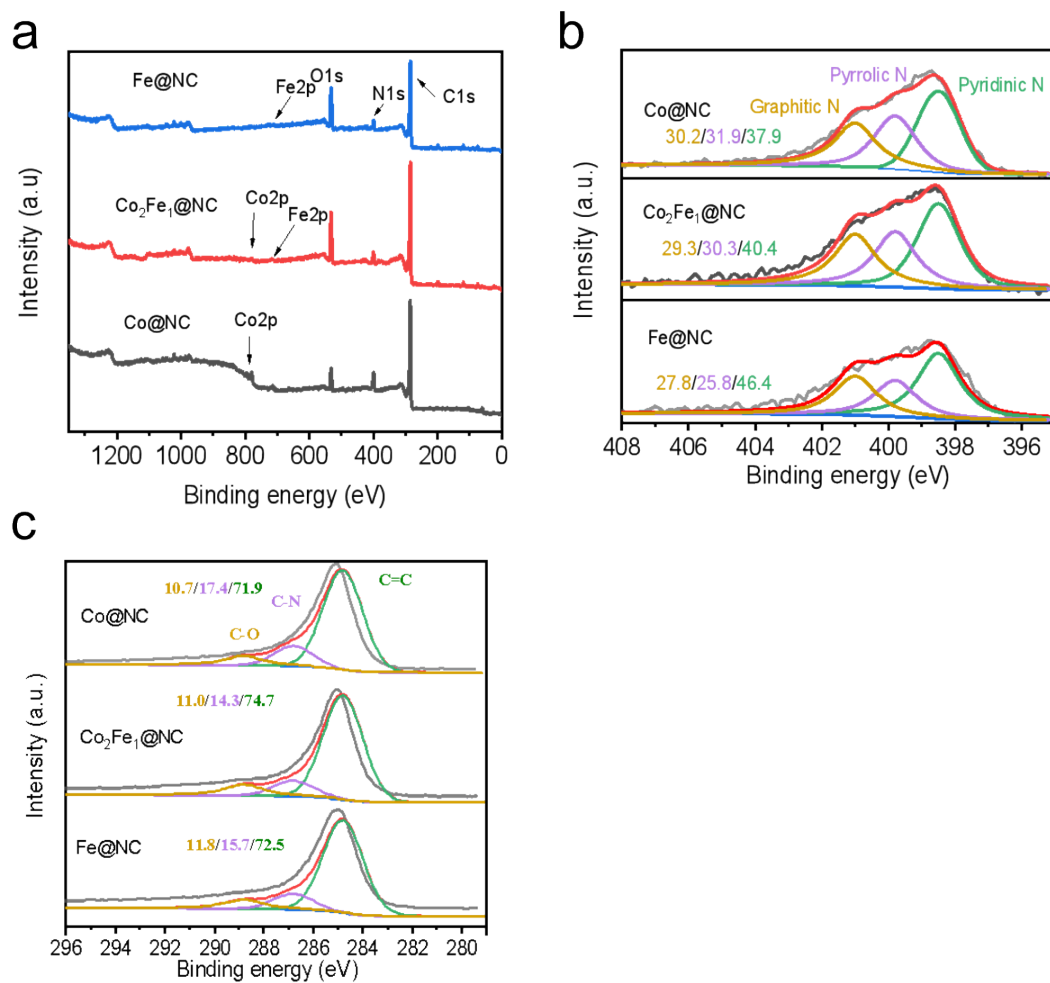 a
Fe@NC
Fe2p
O1s
N1s
C1s
Co₂Fe₁@NC
Co2p
Fe2p
Co@NC
Co2p
Intensity (a. u)
1200 1000 800 600 400 200 0
Binding energy (eV)
b
Co@NC
Graphitic N
Pyrrolic N
Pyridinic N
30.2/31.9/37.9
Co₂Fe₁@NC
29.3/30.3/40.4
Fe@NC
27.8/25.8/46.4
Intensity (a.u.)
408 406 404 402 400 398 396
Binding energy (eV)
c
10.7/17.4/71.9
C=C
C-N
Co@NC
C-O
11.0/14.3/74.7
Co₂Fe₁@NC
11.8/15.7/72.5
Fe@NC
Intensity (a.u.)
296 294 292 290 288 286 284 282 280
Binding energy (eV)